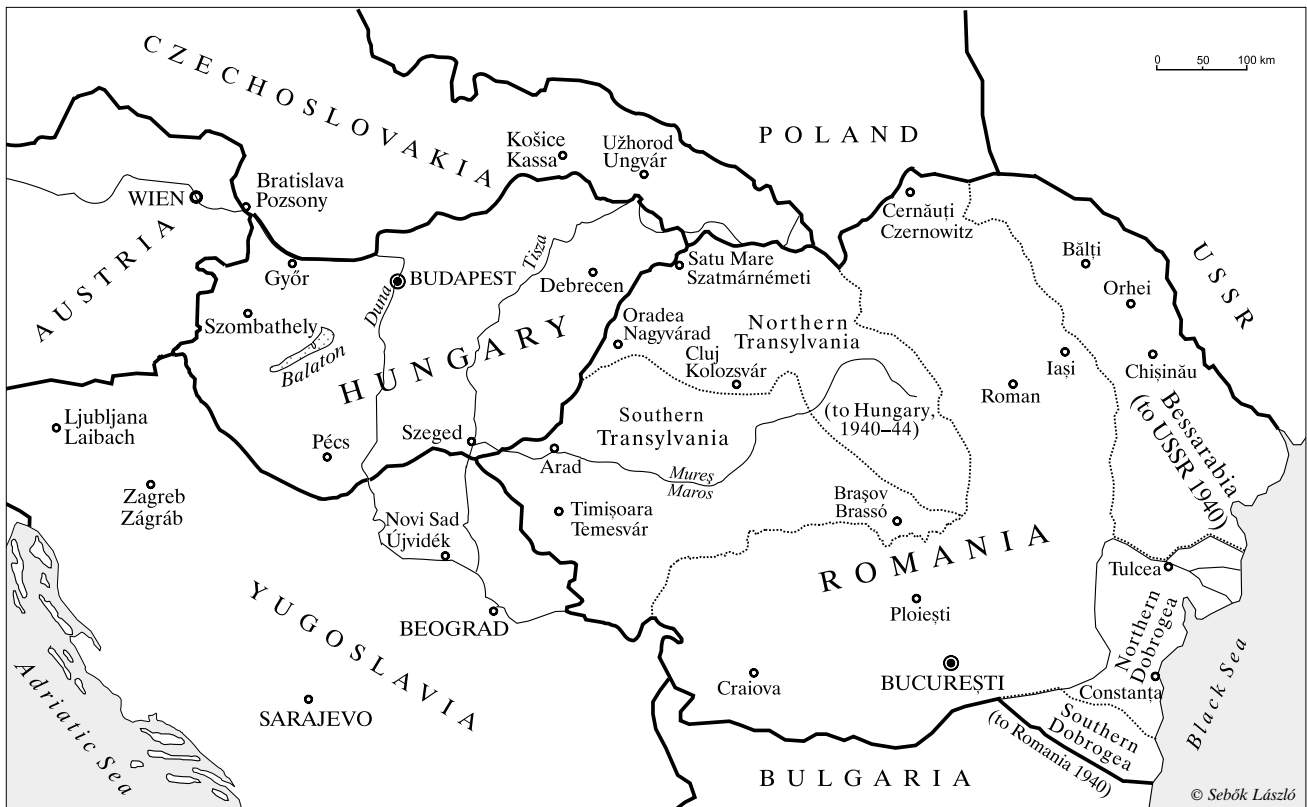 CZECHOSLOVAKIA
0 50 100 km
POLAND
Košice
Kassa
Užhorod
Ungvár
WIEN
Bratislava
Pozsony
Cernăuți
Czernowitz
AUSTRIA
USSR
Győr
BUDAPEST
Duna
Tisza
Debrecen
Satu Mare
Szatmárnémeti
Bălți
Orhei
Szombathely
Balaton
HUNGARY
Oradea
Nagyvárad
Northern
Transylvania
Cluj
Kolozsvár
Iași
Chișinău
Roman
Ljubljana
Laibach
Pécs
Szeged
Southern
Transylvania
(to Hungary,
1940–44)
Bessarabia
(to USSR 1940)
Arad
Mureș
Maros
Zagreb
Zágráb
Timișoara
Temesvár
Brașov
Brassó
Novi Sad
Újvidék
ROMANIA
Tulcea
YUGOSLAVIA
BEOGRAD
Ploiești
Northern
Dobrogea
Adriatic Sea
SARAJEVO
Craiova
BUCUREȘTI
Constanța
Black Sea
Southern
Dobrogea
(to Romania 1940)
BULGARIA
© Sebők László